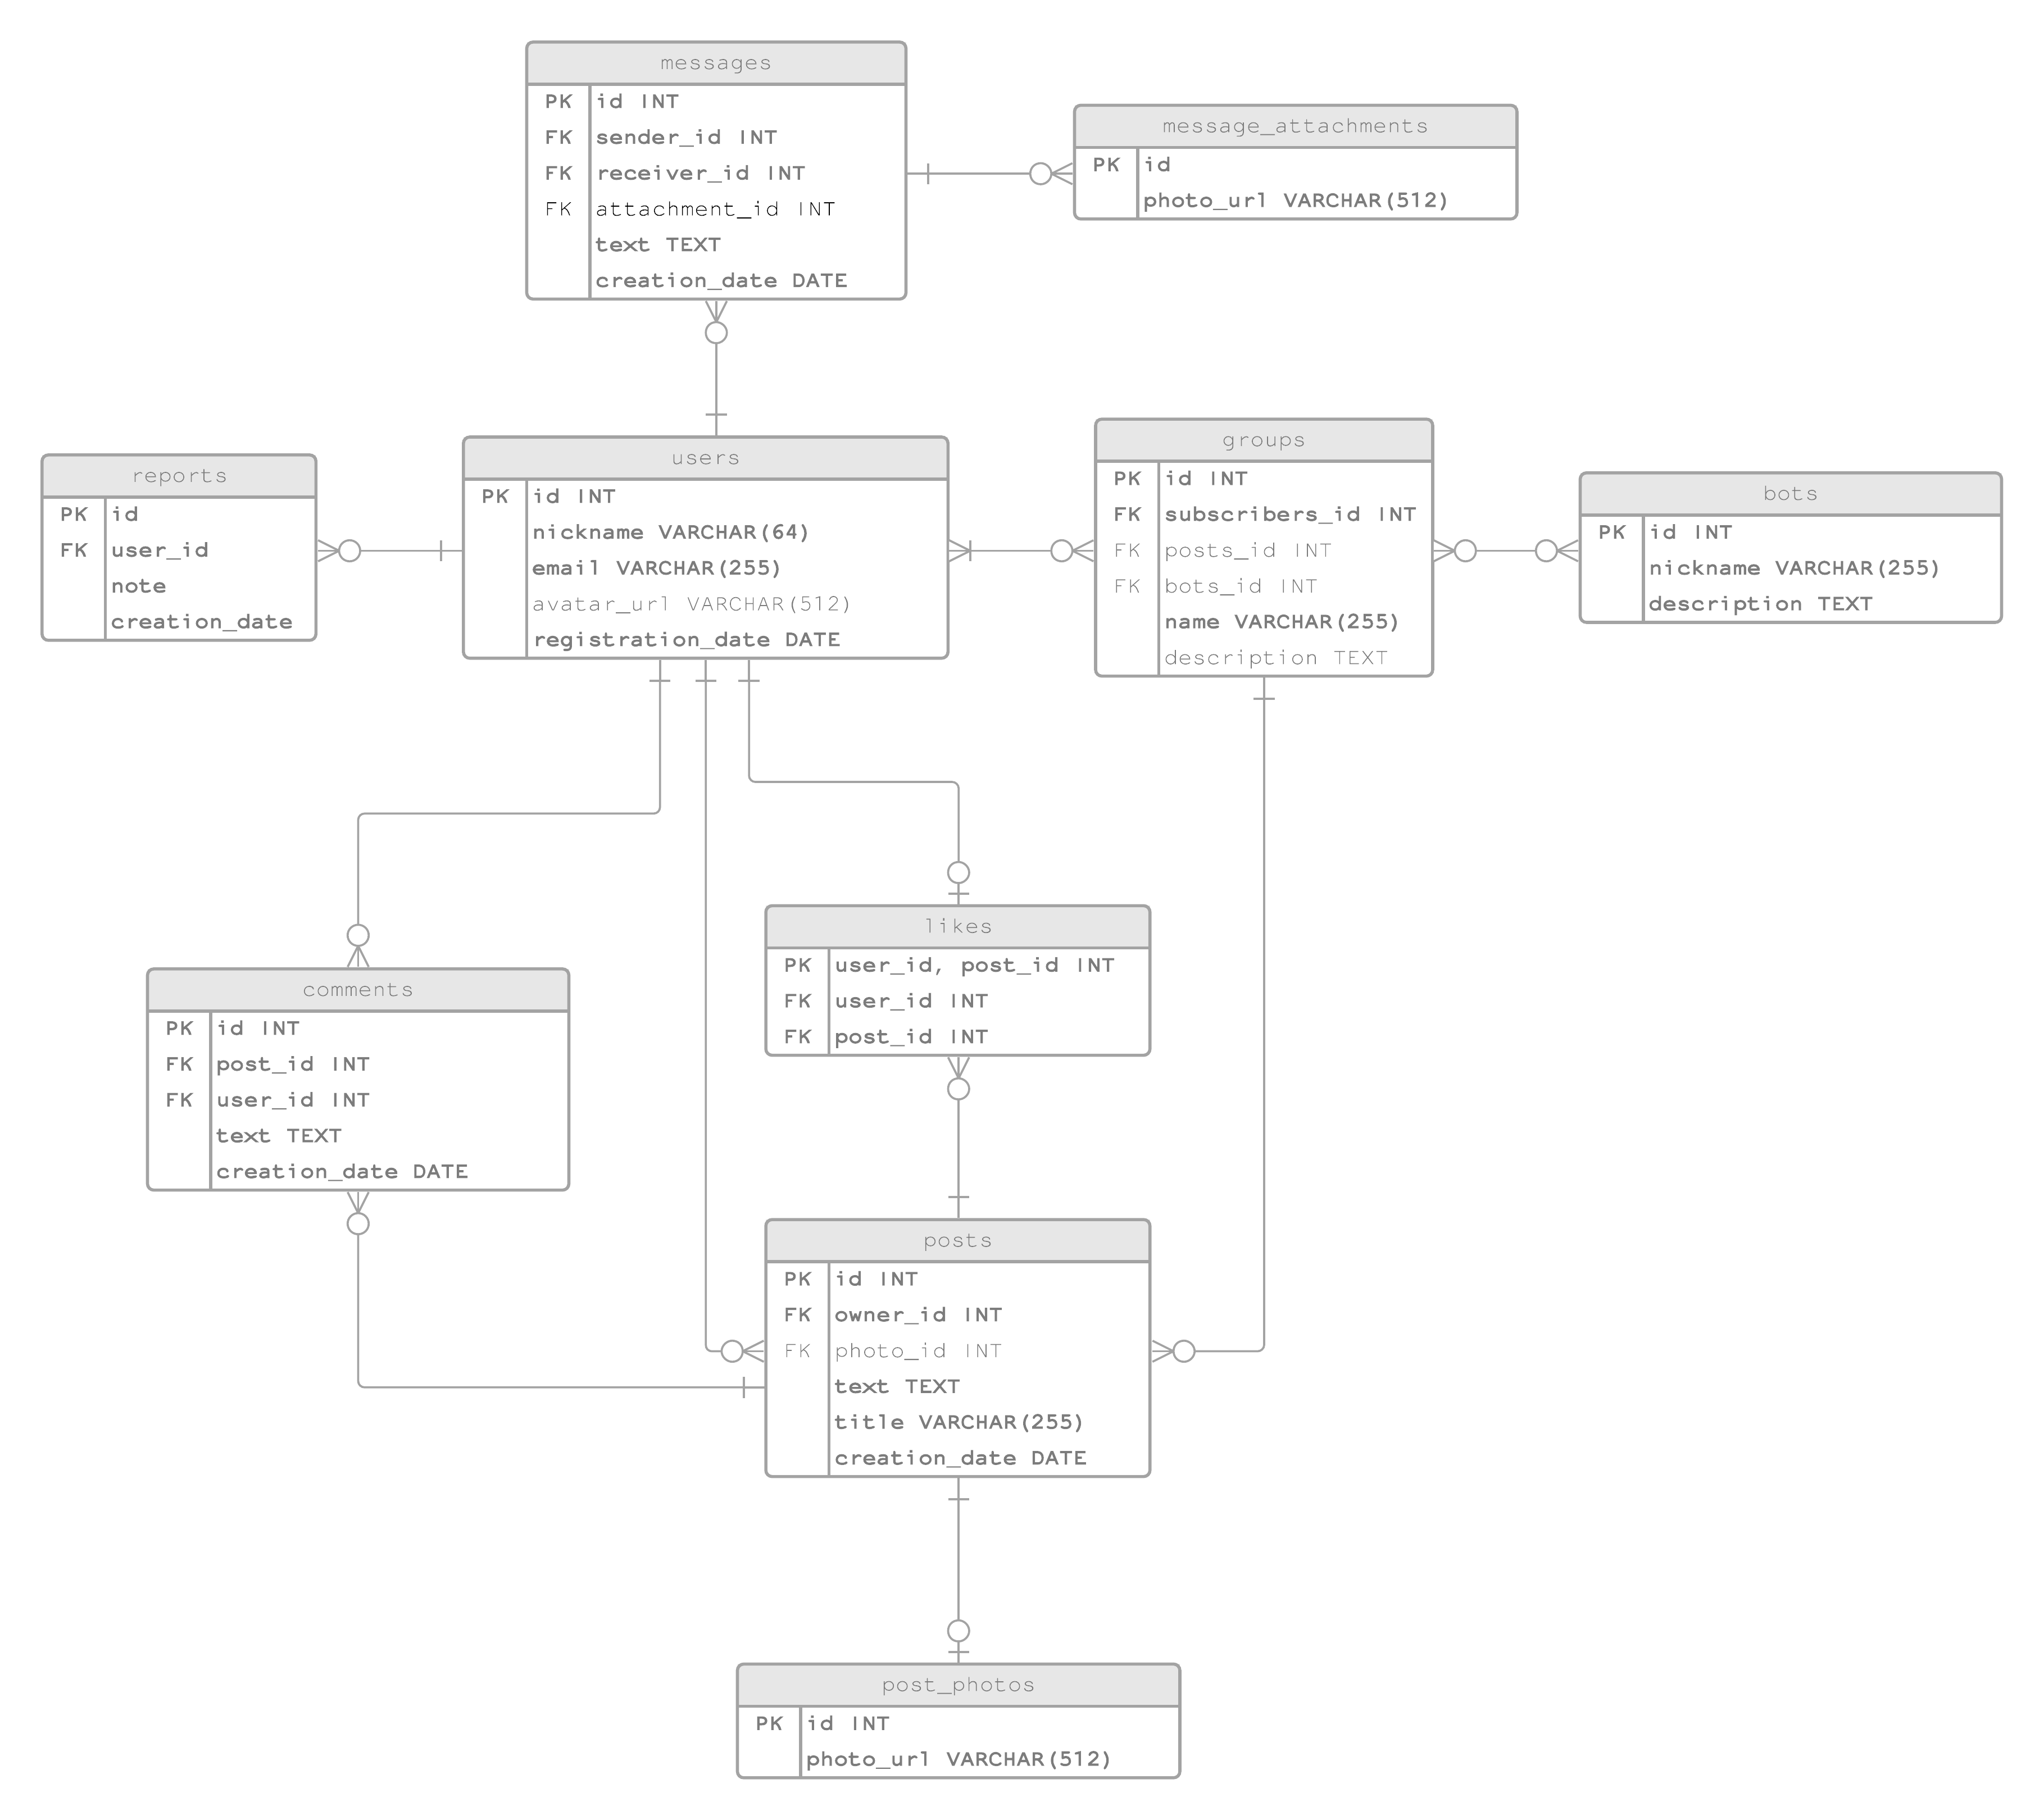 messages
PK id INT
FK sender_id INT
FK receiver_id INT
FK attachment_id INT
text TEXT
creation_date DATE
message_attachments
PK id
photo_url VARCHAR(512)
reports
PK id
FK user_id
note
creation_date
users
PK id INT
nickname VARCHAR(64)
email VARCHAR(255)
avatar_url VARCHAR(512)
registration_date DATE
groups
PK id INT
FK subscribers_id INT
FK posts_id INT
FK bots_id INT
name VARCHAR(255)
description TEXT
bots
PK id INT
nickname VARCHAR(255)
description TEXT
likes
PK user_id, post_id INT
FK user_id INT
FK post_id INT
comments
PK id INT
FK post_id INT
FK user_id INT
text TEXT
creation_date DATE
posts
PK id INT
FK owner_id INT
FK photo_id INT
text TEXT
title VARCHAR(255)
creation_date DATE
post_photos
PK id INT
photo_url VARCHAR(512)